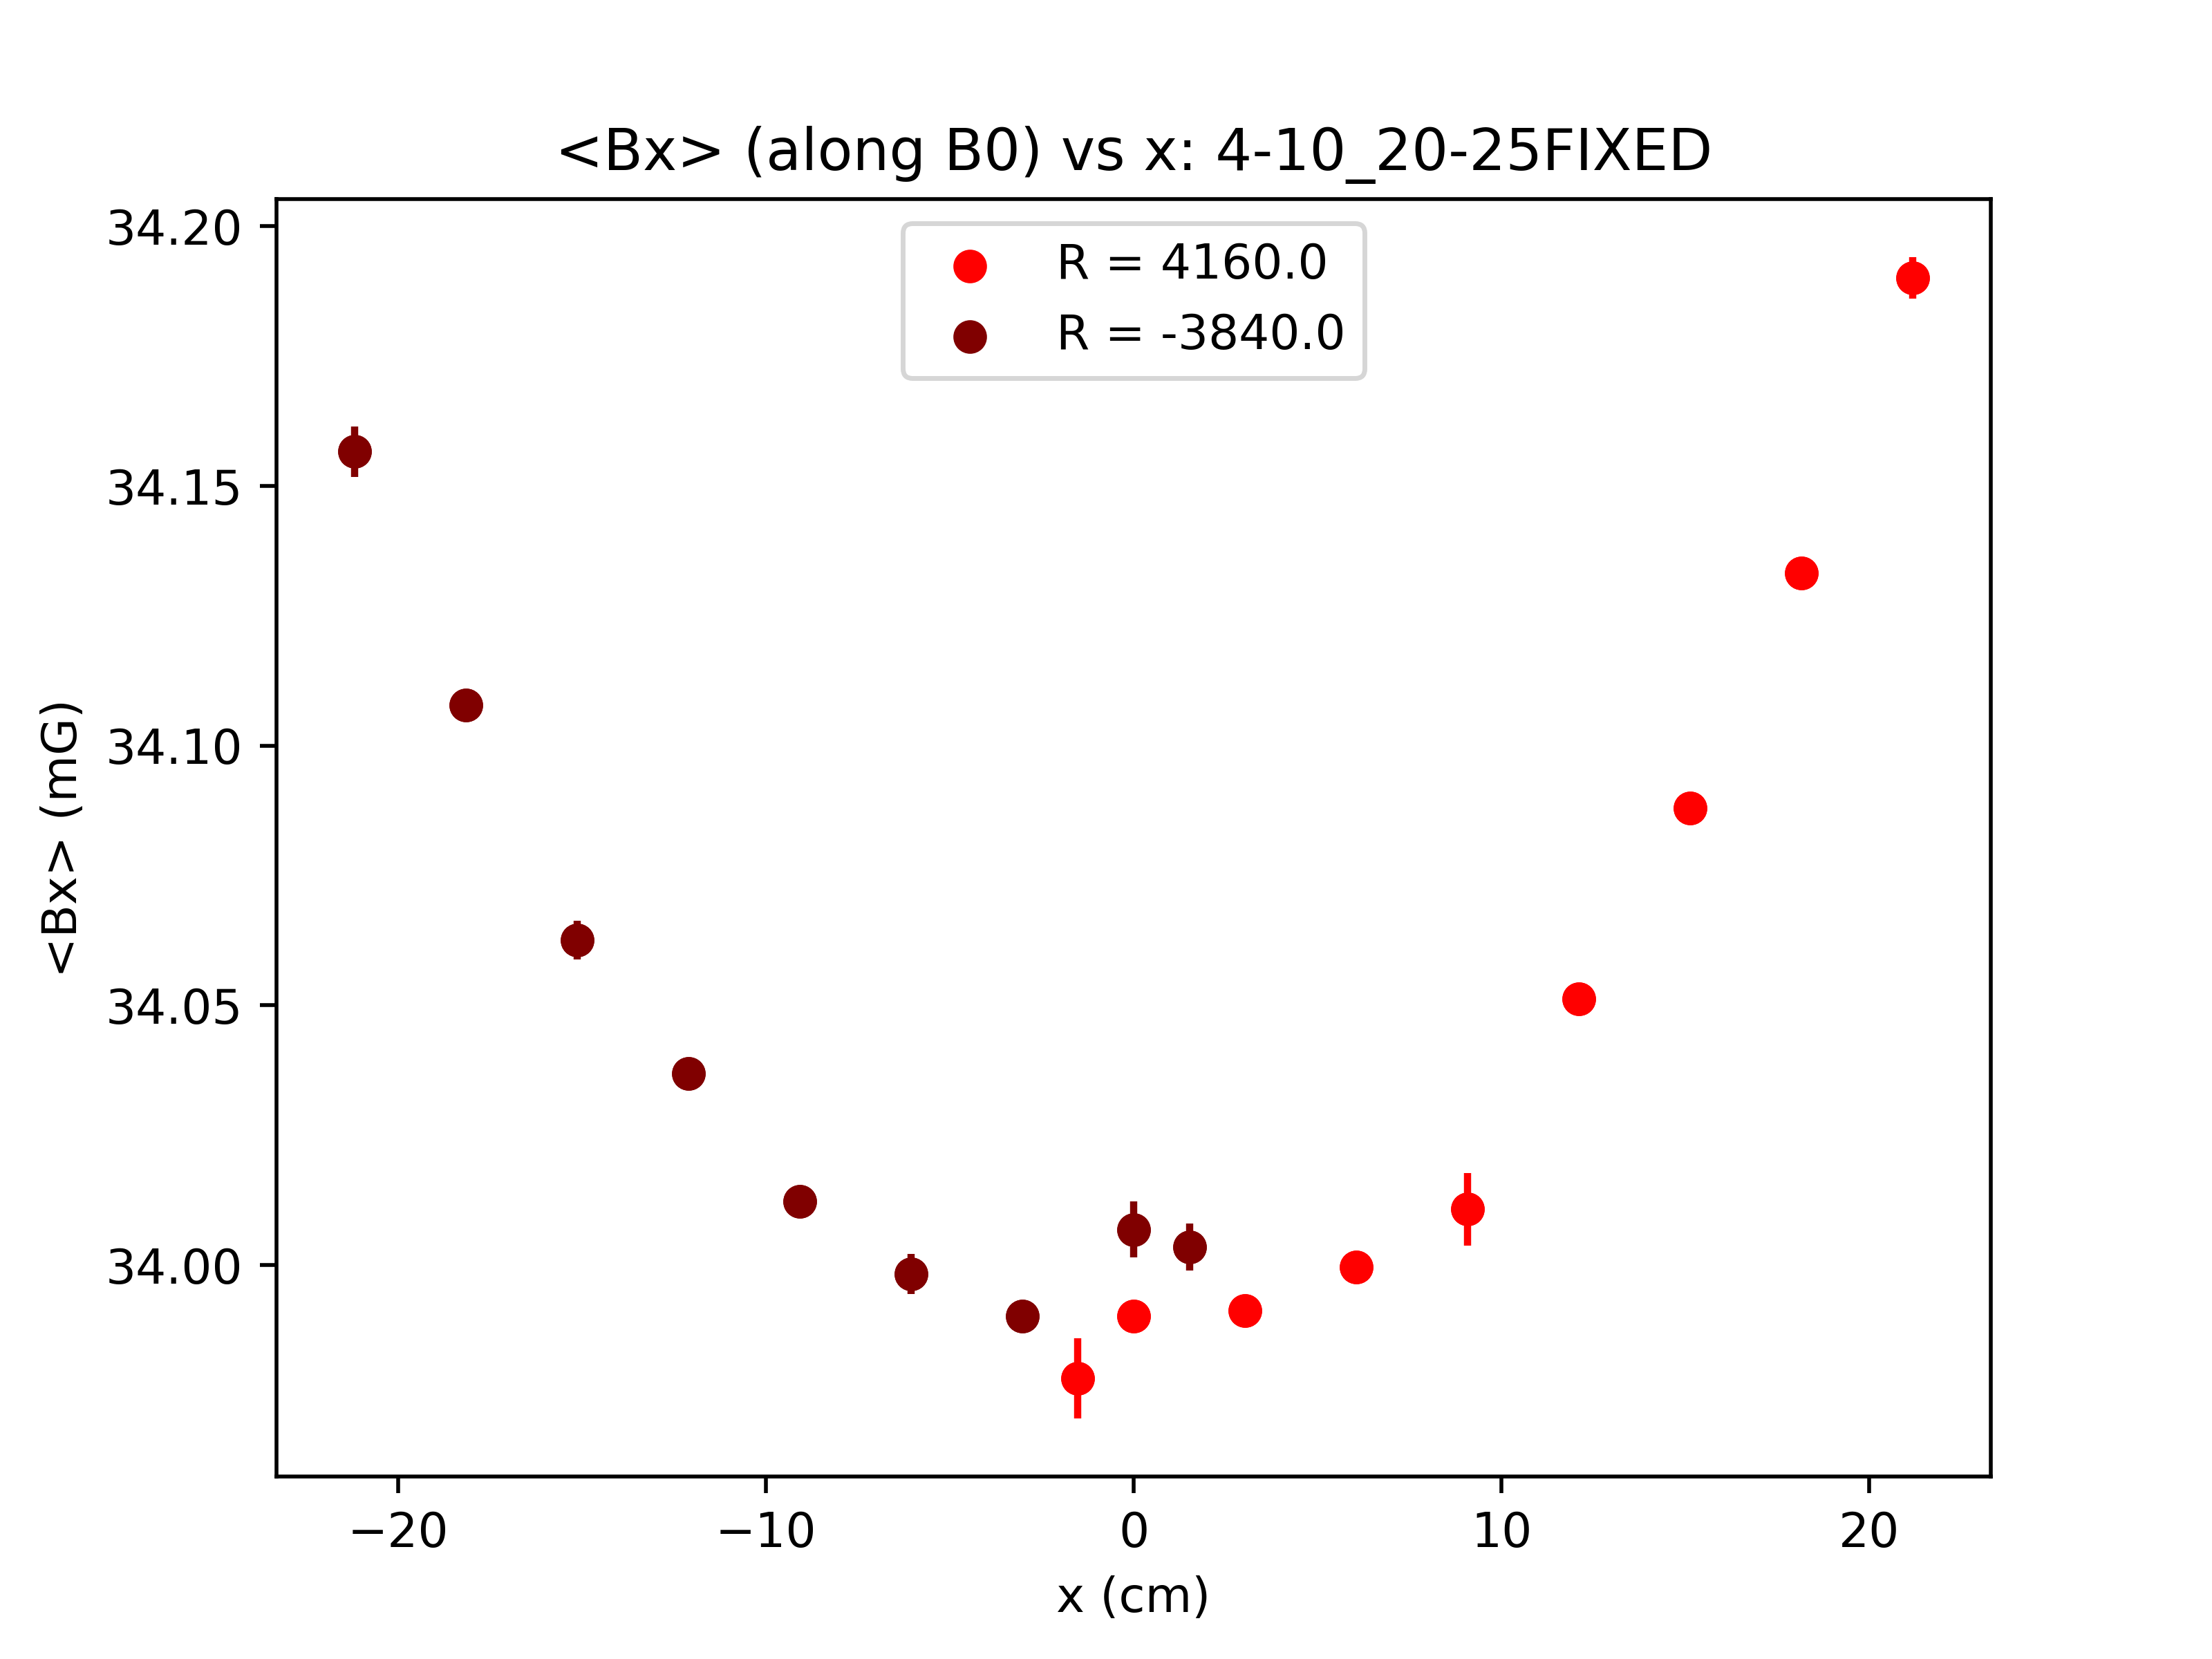 <Bx> (along B0) vs x: 4-10_20-25FIXED
R = 4160.0
R = -3840.0
34.20
34.15
34.10
34.05
34.00
<Bx> (mG)
−20
−10
0
10
20
x (cm)